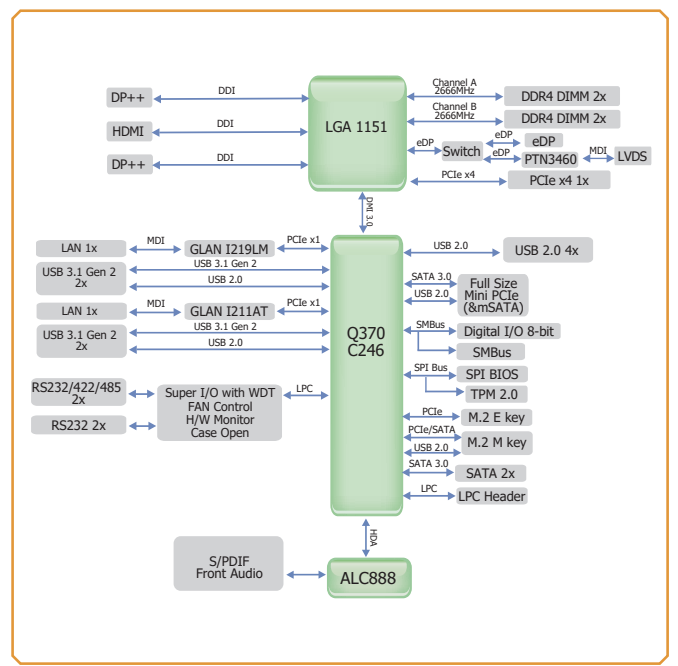 DP++
DDI
HDMI
DDI
DP++
DDI
LGA 1151
Channel A
2666MHz
DDR4 DIMM 2x
Channel B
2666MHz
DDR4 DIMM 2x
eDP
Switch
eDP
eDP
eDP
PTN3460
MDI
LVDS
PCIe x4
PCIe x4 1x
DMI 3.0
LAN 1x
MDI
GLAN I219LM
PCIe x1
USB 3.1 Gen 2
2x
USB 3.1 Gen 2
USB 2.0
LAN 1x
MDI
GLAN I211AT
PCIe x1
USB 3.1 Gen 2
2x
USB 3.1 Gen 2
USB 2.0
RS232/422/485
2x
RS232 2x
Super I/O with WDT
FAN Control
H/W Monitor
Case Open
LPC
Q370
C246
USB 2.0
USB 2.0 4x
SATA 3.0
USB 2.0
Full Size
Mini PCIe
(&mSATA)
SMBus
Digital I/O 8-bit
SMBus
SPI Bus
SPI BIOS
TPM 2.0
PCIe
M.2 E key
PCIe/SATA
USB 2.0
M.2 M key
SATA 3.0
SATA 2x
LPC
LPC Header
HDA
S/PDIF
Front Audio
ALC888